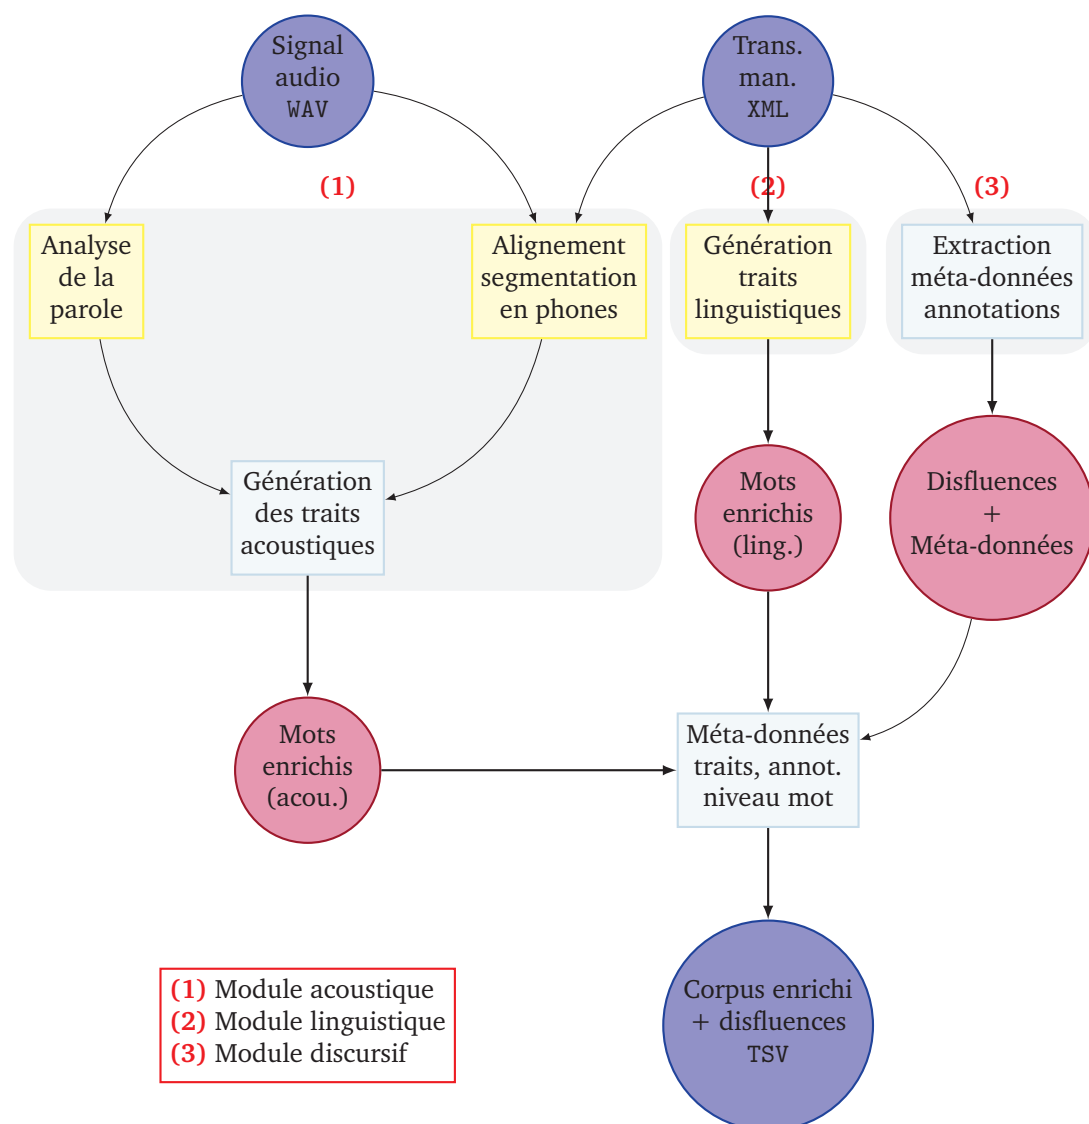 Signal
audio
WAV
Trans.
man.
XML
(1)
(2)
(3)
Analyse
de la
parole
Alignement
segmentation
en phones
Génération
traits
linguistiques
Extraction
méta-données
annotations
Génération
des traits
acoustiques
Mots
enrichis
(ling.)
Disfluences
+
Méta-données
Mots
enrichis
(acou.)
Méta-données
traits, annot.
niveau mot
Corpus enrichi
+ disfluences
TSV
(1) Module acoustique
(2) Module linguistique
(3) Module discursif